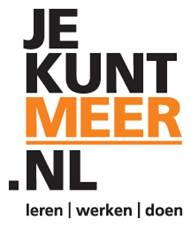 JE
KUNT
MEER
.NL
leren | werken | doen